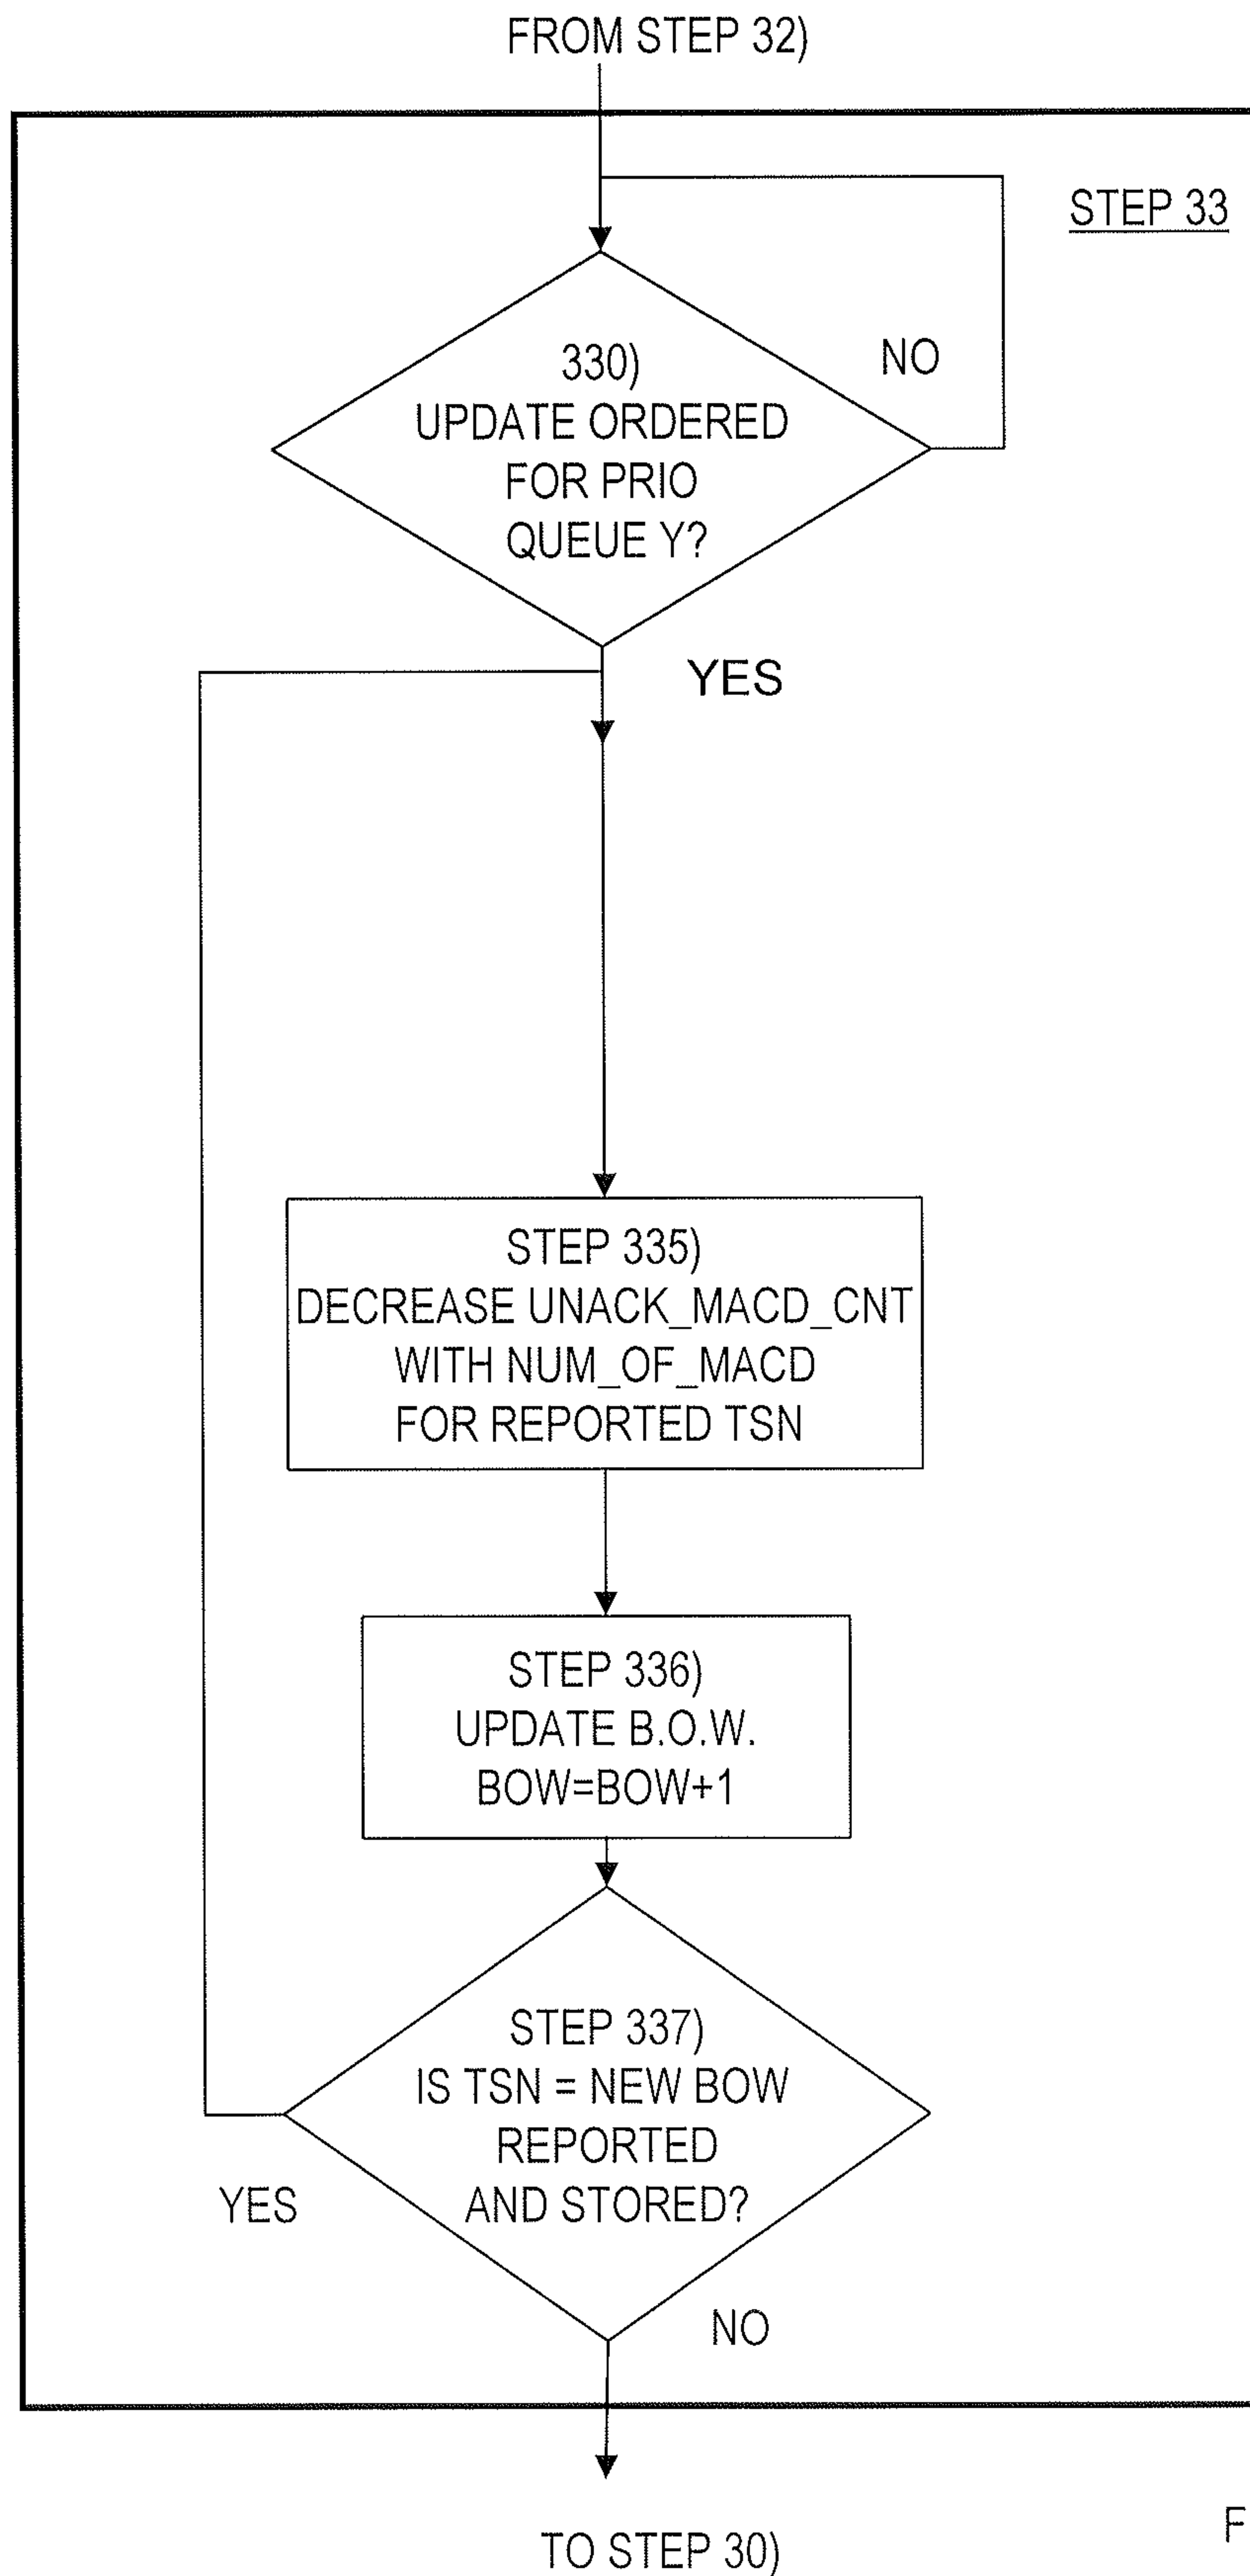 FROM STEP 32)
STEP 33
330)
UPDATE ORDERED
FOR PRIO
QUEUE Y?
NO
YES
STEP 335)
DECREASE UNACK_MACD_CNT
WITH NUM_OF_MACD
FOR REPORTED TSN
STEP 336)
UPDATE B.O.W.
BOW=BOW+1
STEP 337)
IS TSN = NEW BOW
REPORTED
AND STORED?
YES
NO
TO STEP 30)
F